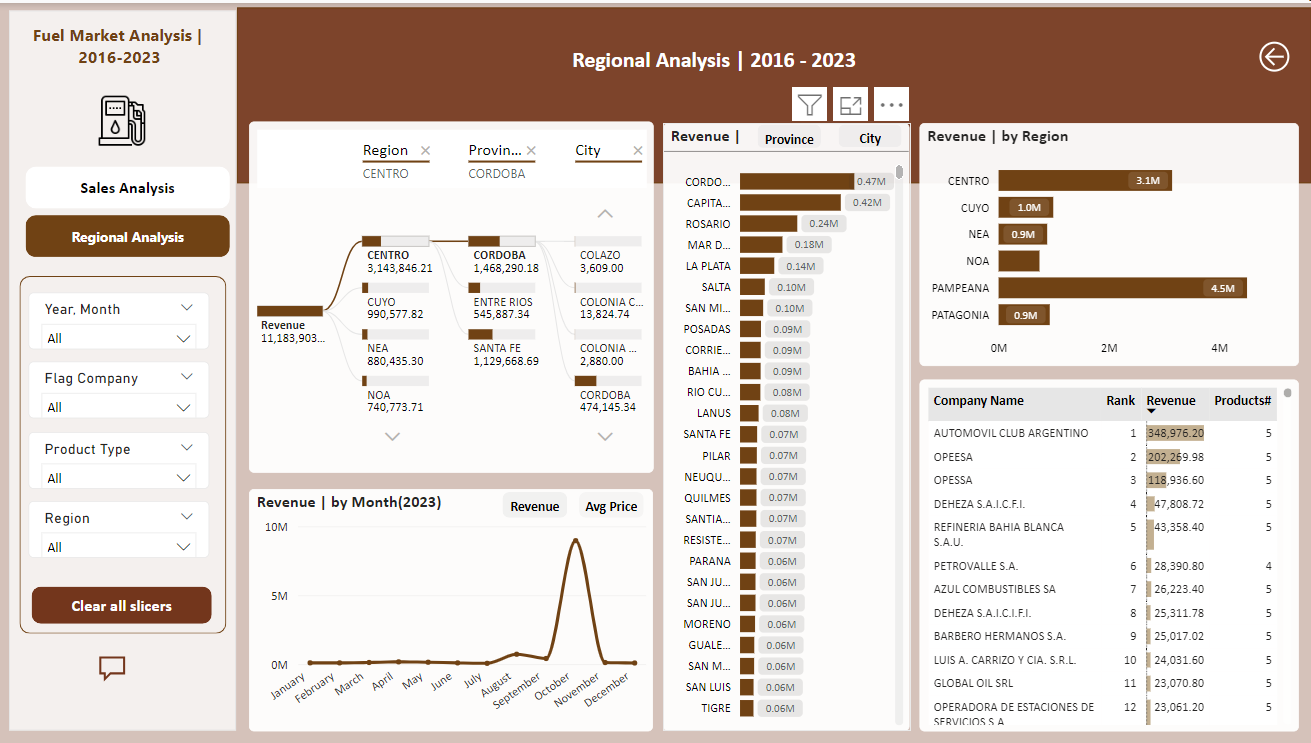 Fuel Market Analysis |
2016-2023
Sales Analysis
Regional Analysis
Year, Month
All
Flag Company
All
Product Type
All
Region
All
Clear all slicers
Regional Analysis | 2016 - 2023
Region
CENTRO
Provin...
CORDOBA
City
Revenue
11,183,903...
CENTRO
3,143,846.21
CUYO
990,577.82
NEA
880,435.30
NOA
740,773.71
CORDOBA
1,468,290.18
ENTRE RIOS
545,887.34
SANTA FE
1,129,668.69
COLAZO
3,609.00
COLONIA C...
13,824.74
COLONIA ...
2,880.00
CORDOBA
474,145.34
Revenue | by Month(2023)
Revenue
Avg Price
10M
5M
0M
January
February
March
April
May
June
July
August
September
October
November
December
Revenue |
Province
City
CORDO... 0.47M
CAPITA... 0.42M
ROSARIO 0.24M
MAR D... 0.18M
LA PLATA 0.14M
SALTA 0.10M
SAN MI... 0.10M
POSADAS 0.09M
CORRIE... 0.09M
BAHIA ... 0.09M
RIO CU... 0.08M
LANUS 0.08M
SANTA FE 0.07M
PILAR 0.07M
NEUQU... 0.07M
QUILMES 0.07M
SANTIA... 0.07M
RESISTE... 0.07M
PARANA 0.06M
SAN JU... 0.06M
SAN JU... 0.06M
MORENO 0.06M
GUALE... 0.06M
SAN M... 0.06M
SAN LUIS 0.06M
TIGRE 0.06M
Revenue | by Region
CENTRO 3.1M
CUYO 1.0M
NEA 0.9M
NOA
PAMPEANA 4.5M
PATAGONIA 0.9M
0M 2M 4M
Company Name Rank Revenue Products#
AUTOMOVIL CLUB ARGENTINO 1 348,976.20 5
OPEESA 2 202,269.98 5
OPESSA 3 118,936.60 5
DEHEZA S.A.I.C.F.I. 4 47,808.72 5
REFINERIA BAHIA BLANCA 5 43,358.40 5
S.A.U.
PETROVALLE S.A. 6 28,390.80 4
AZUL COMBUSTIBLES SA 7 26,223.40 5
DEHEZA S.A.I.C.F.I. 8 25,311.78 5
BARBERO HERMANOS S.A. 9 25,017.02 5
LUIS A. CARRIZO Y CIA. S.R.L. 10 24,031.60 5
GLOBAL OIL SRL 11 23,070.80 5
OPERADORA DE ESTACIONES DE 12 23,061.20 5
SERVICIOS S.A.